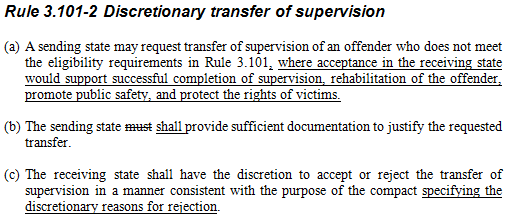 Rule 3.101-2 Discretionary transfer of supervision
(a) A sending state may request transfer of supervision of an offender who does not meet
the eligibility requirements in Rule 3.101, where acceptance in the receiving state
would support successful completion of supervision, rehabilitation of the offender,
promote public safety, and protect the rights of victims.
(b) The sending state must shall provide sufficient documentation to justify the requested
transfer.
(c) The receiving state shall have the discretion to accept or reject the transfer of
supervision in a manner consistent with the purpose of the compact specifying the
discretionary reasons for rejection.